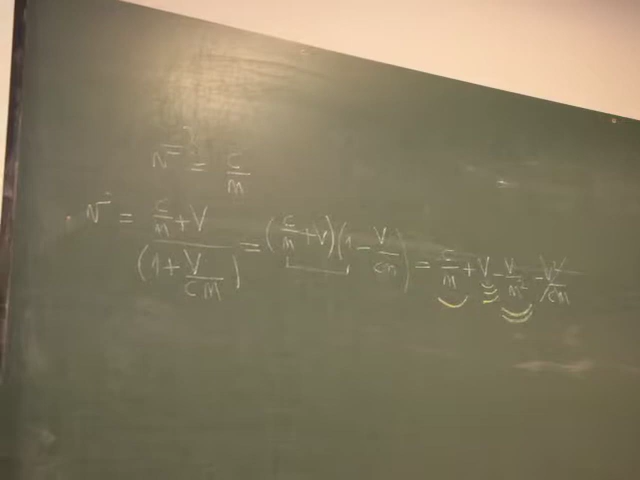 v' = c/m
v = (c/m + V)/(1 + V/cm) = (c/m + V)(1 - V/cm) = c/m + V - V/m² - V²/cm